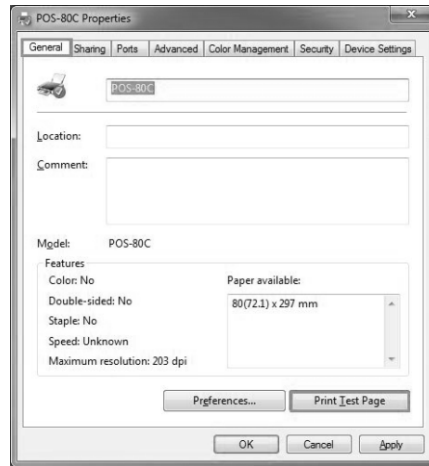 POS-80C Properties
General Sharing Ports Advanced Color Management Security Device Settings
POS-80C
Location:
Comment:
Model: POS-80C
Features
Color: No
Double-sided: No
Staple: No
Speed: Unknown
Maximum resolution: 203 dpi
Paper available:
80(72.1) x 297 mm
Preferences... Print Test Page
OK Cancel Apply